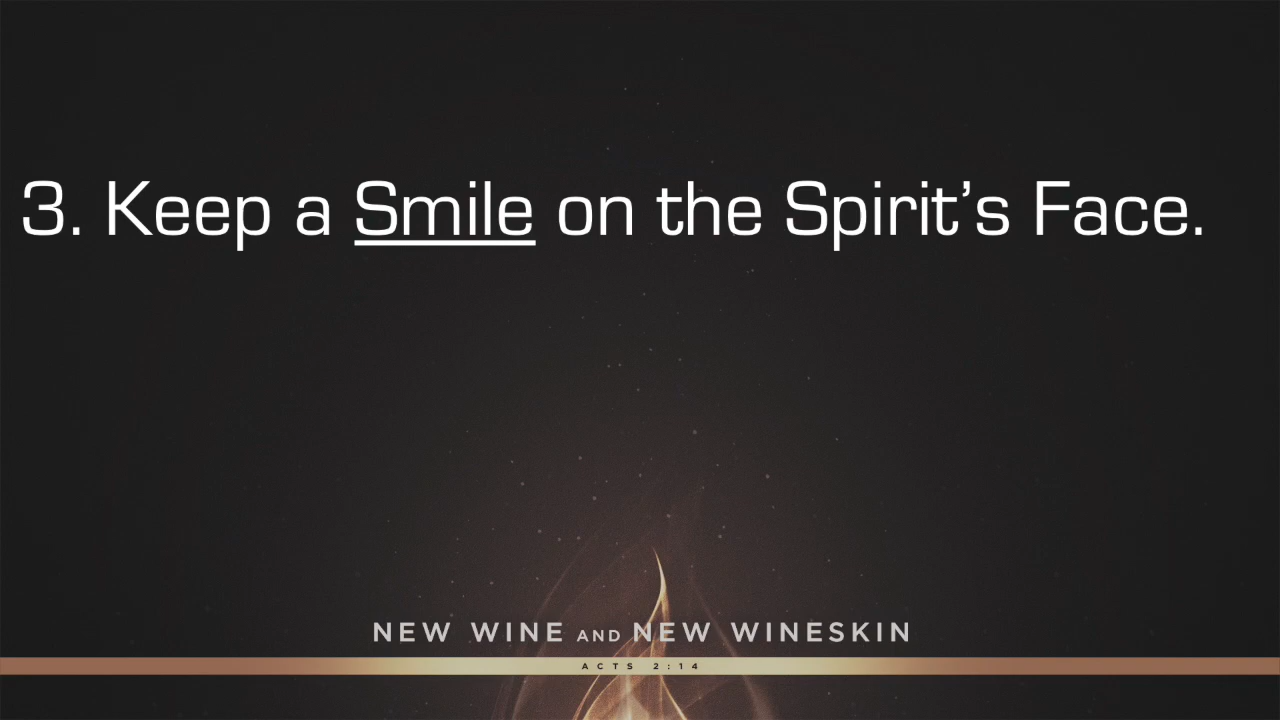 3. Keep a Smile on the Spirit’s Face.
NEW WINE AND NEW WINESKIN
ACTS 2:14